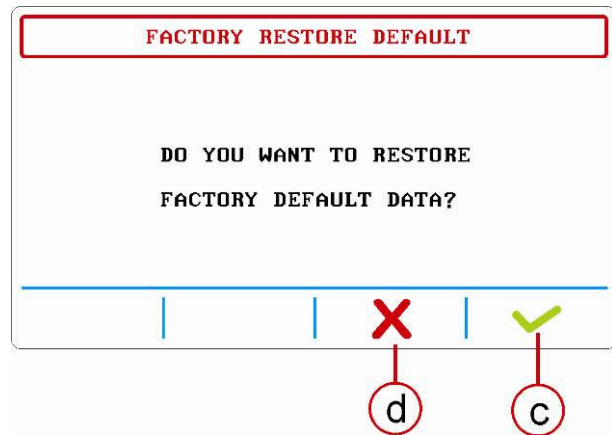 FACTORY RESTORE DEFAULT
DO YOU WANT TO RESTORE
FACTORY DEFAULT DATA?
d c